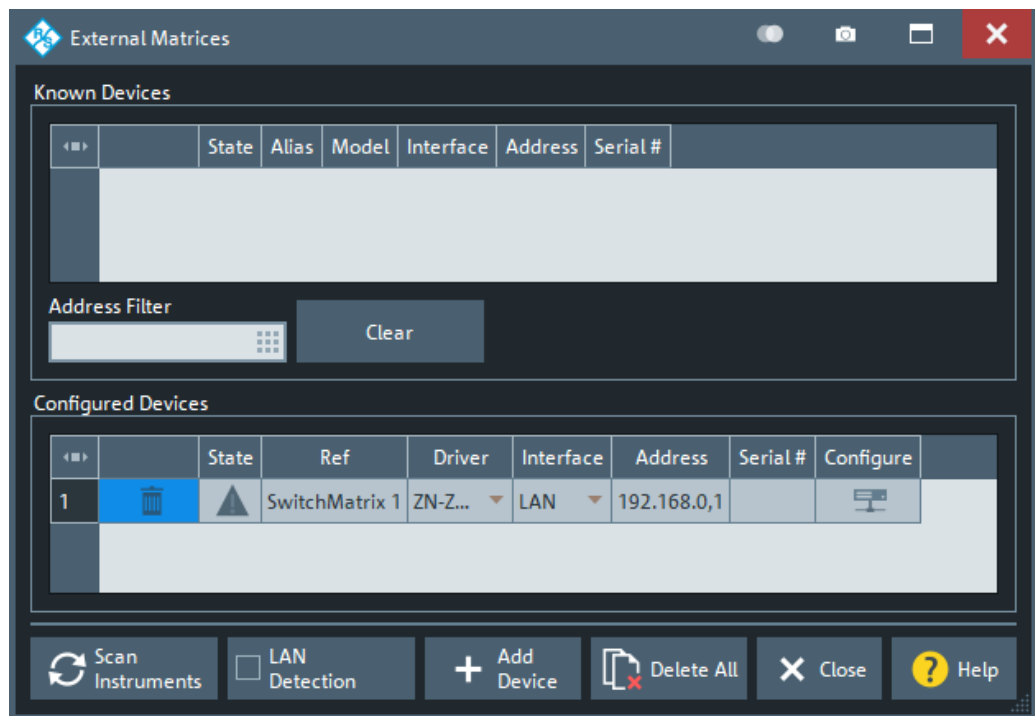 R&S External Matrices
Known Devices
State Alias Model Interface Address Serial #
Address Filter
Clear
Configured Devices
State Ref Driver Interface Address Serial # Configure
1 SwitchMatrix 1 ZN-Z... LAN 192.168.0,1
Scan Instruments
LAN Detection
Add Device
Delete All
Close
? Help